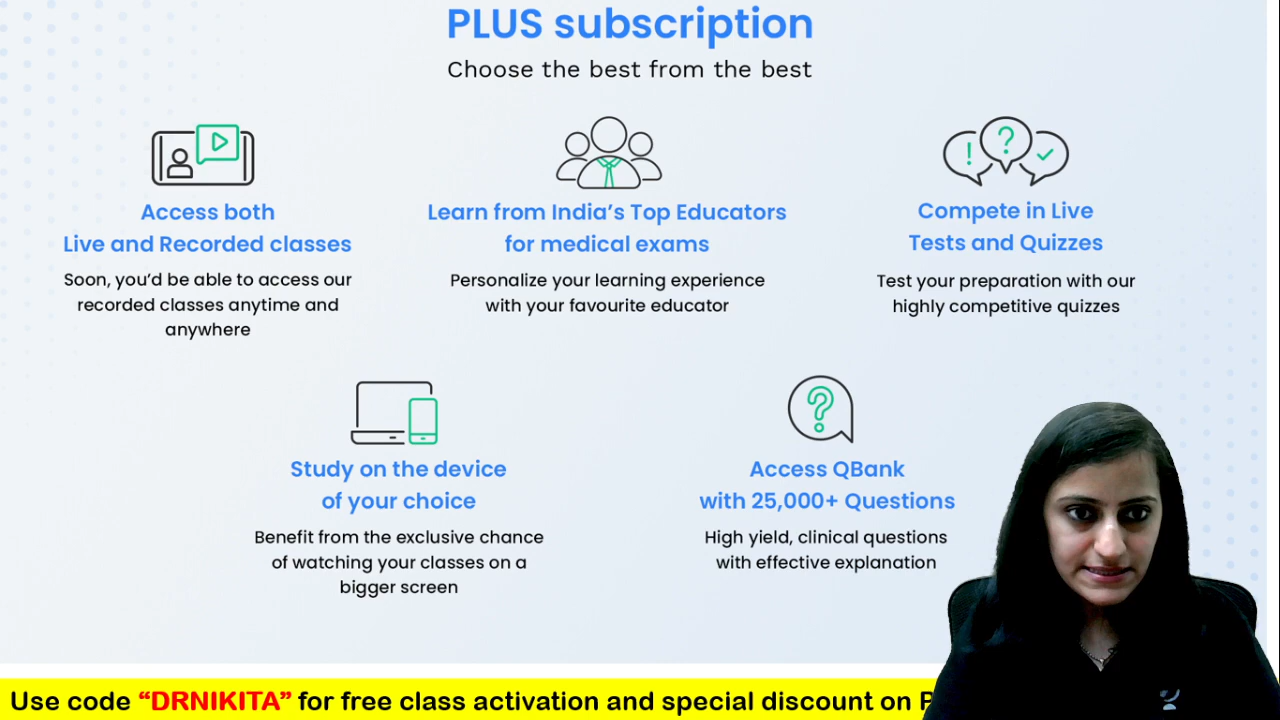 PLUS subscription
Choose the best from the best
Access both
Live and Recorded classes
Soon, you’d be able to access our
recorded classes anytime and
anywhere
Learn from India’s Top Educators
for medical exams
Personalize your learning experience
with your favourite educator
Compete in Live
Tests and Quizzes
Test your preparation with our
highly competitive quizzes
Study on the device
of your choice
Benefit from the exclusive chance
of watching your classes on a
bigger screen
Access QBank
with 25,000+ Questions
High yield, clinical questions
with effective explanation
Use code “DRNIKITA” for free class activation and special discount on